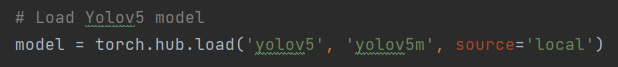 # Load Yolov5 model
model = torch.hub.load('yolov5', 'yolov5m', source='local')